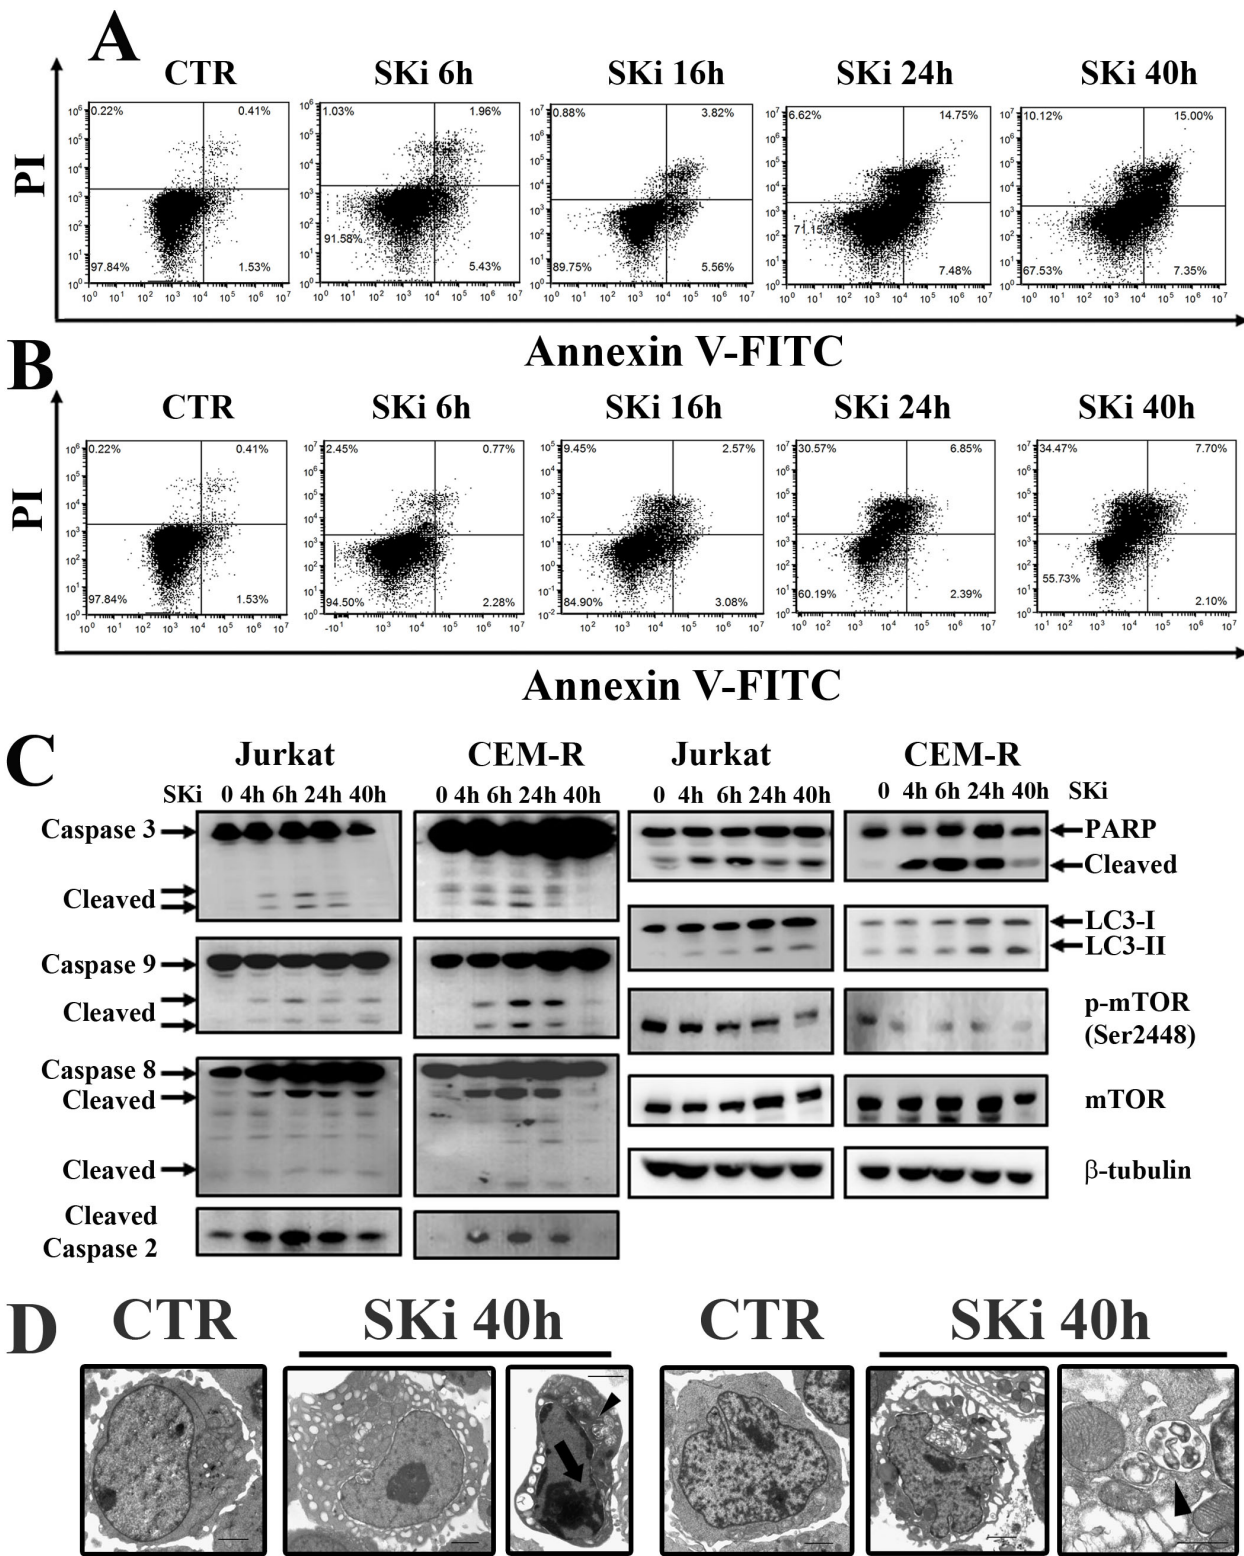 A
CTR SKi 6h SKi 16h SKi 24h SKi 40h
0.22% 0.41% 1.03% 1.96% 0.88% 3.82% 6.62% 14.75% 10.12% 15.00%
PI
97.84% 1.53% 91.58% 5.43% 89.75% 5.56% 7.48% 67.53% 7.35%
Annexin V-FITC
B
CTR SKi 6h SKi 16h SKi 24h SKi 40h
0.22% 0.41% 2.45% 0.77% 9.45% 2.57% 30.57% 6.85% 34.47% 7.70%
PI
97.84% 1.53% 94.50% 2.28% 84.90% 3.08% 60.19% 2.39% 55.73% 2.10%
Annexin V-FITC
C
Jurkat CEM-R Jurkat CEM-R
SKi 0 4h 6h 24h 40h 0 4h 6h 24h 40h 0 4h 6h 24h 40h 0 4h 6h 24h 40h SKi
Caspase 3
Cleaved
Caspase 9
Cleaved
Caspase 8
Cleaved
Cleaved
Cleaved
Caspase 2
PARP
Cleaved
LC3-I
LC3-II
p-mTOR
(Ser2448)
mTOR
β-tubulin
D
CTR SKi 40h CTR SKi 40h